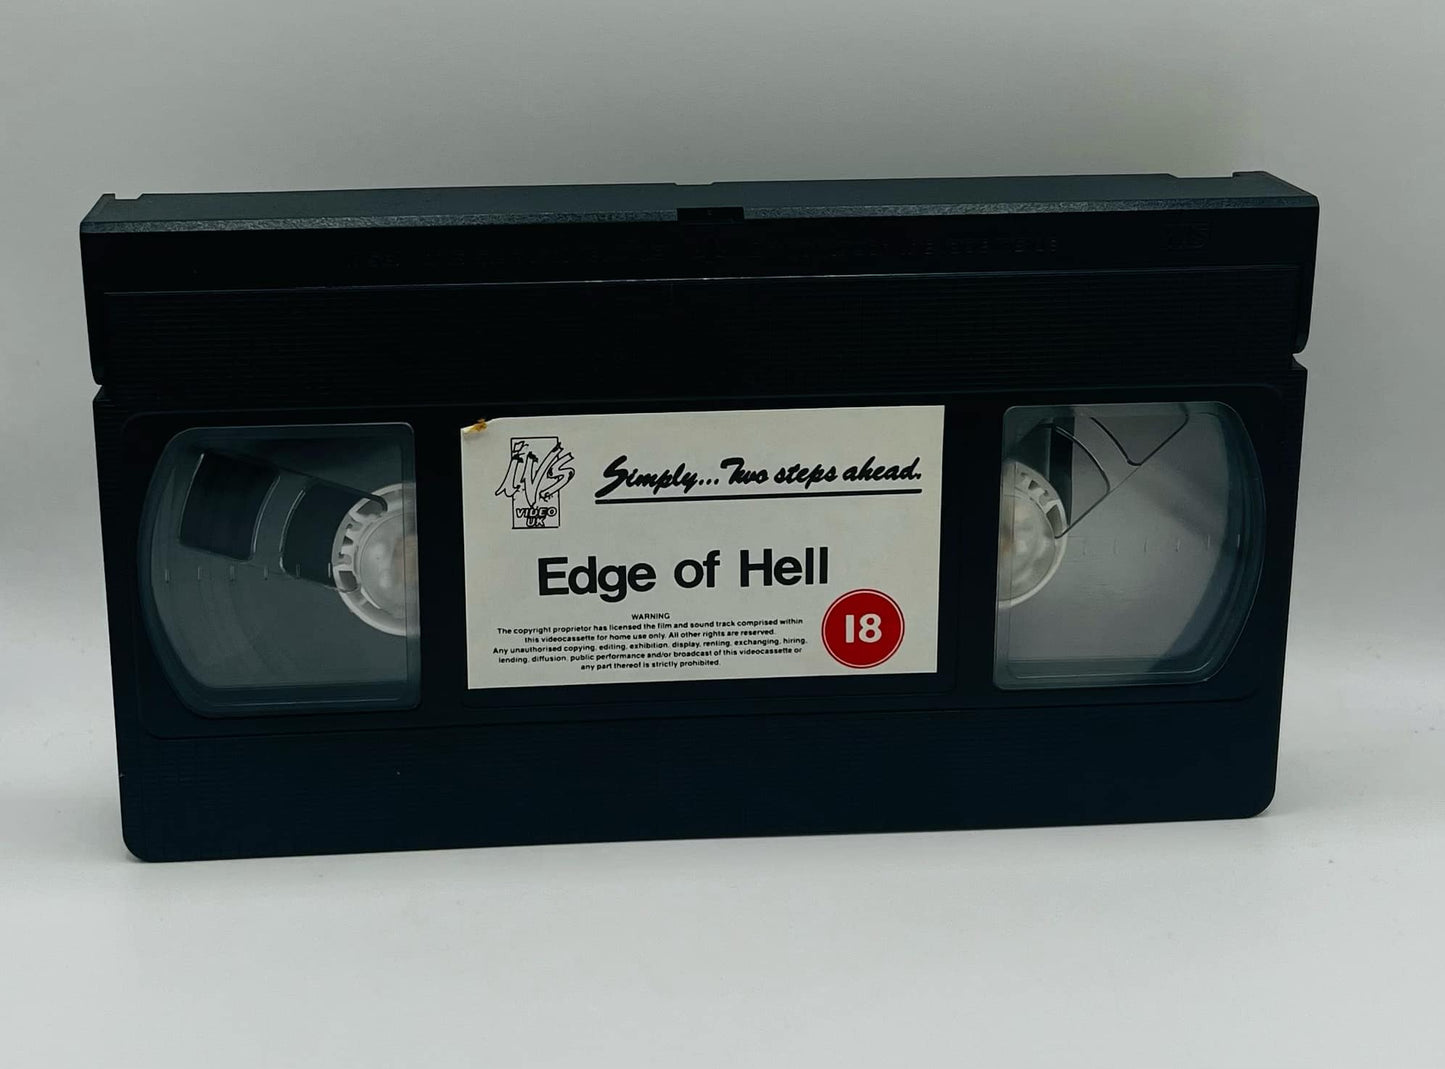 IVS
VIDEO
UK
Simply... Two steps ahead.
Edge of Hell
WARNING
The copyright proprietor has licensed the film and sound track comprised within
this videocassette for home use only. All other rights are reserved.
Any unauthorised copying, editing, exhibition, display, renting, exchanging, hiring,
lending, diffusion, public performance and/or broadcast of this videocassette or
any part thereof is strictly prohibited.
18